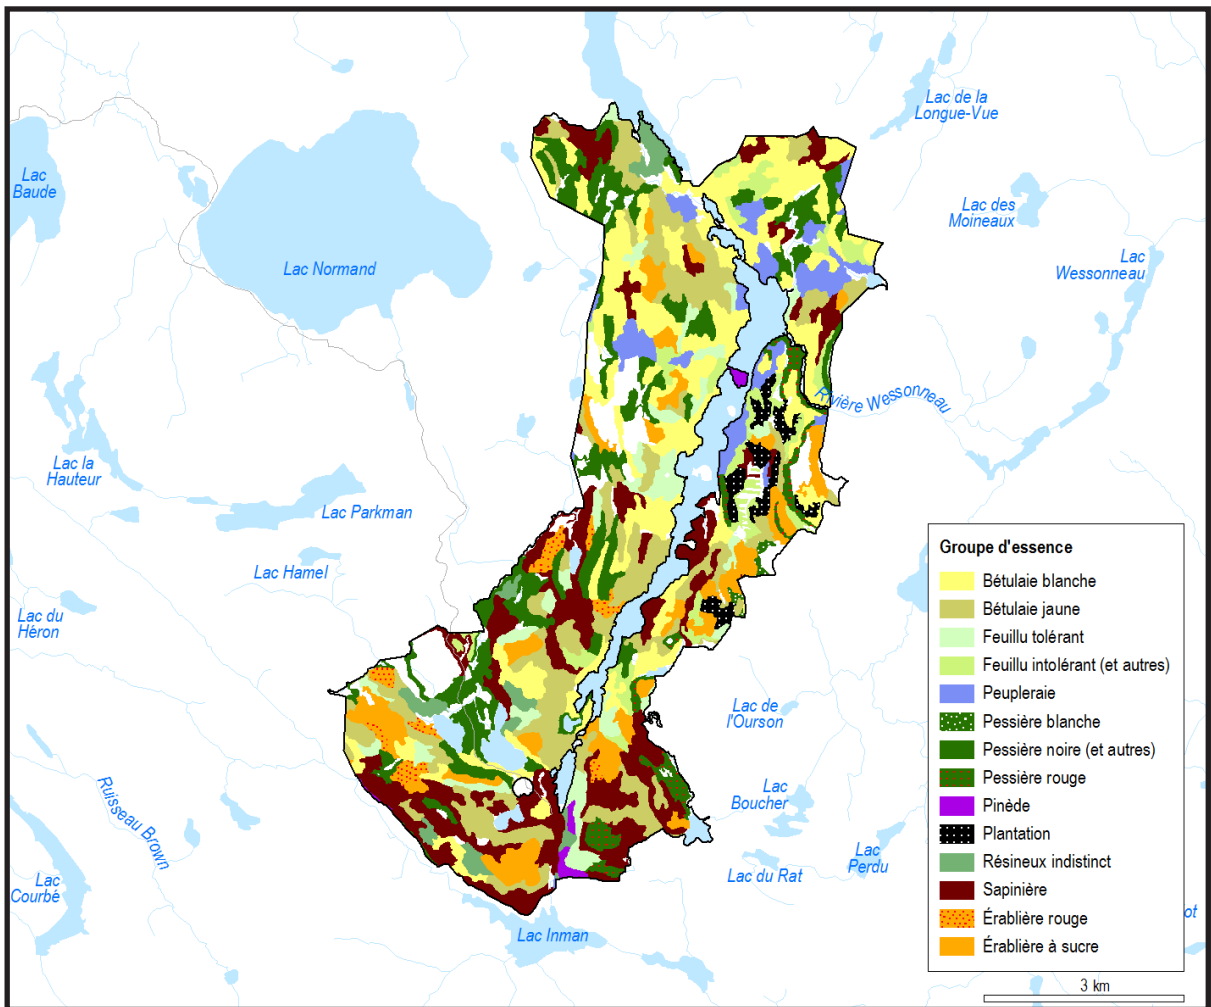 Lac de la
Longue-Vue
Lac
Baude
Lac des
Moineaux
Lac Normand
Lac
Wessonneau
Rivière Wessonneau
Lac la
Hauteur
Lac Parkman
Lac Hamel
Lac du
Héron
Lac de
l'Ourson
Ruisseau Brown
Lac
Boucher
Lac
Perdu
Lac du Rat
Lac
Courbé
Lac Inman
ot
Groupe d'essence
Bétulaie blanche
Bétulaie jaune
Feuillu tolérant
Feuillu intolérant (et autres)
Peupleraie
Pessière blanche
Pessière noire (et autres)
Pessière rouge
Pinède
Plantation
Résineux indistinct
Sapinière
Érablière rouge
Érablière à sucre
3 km